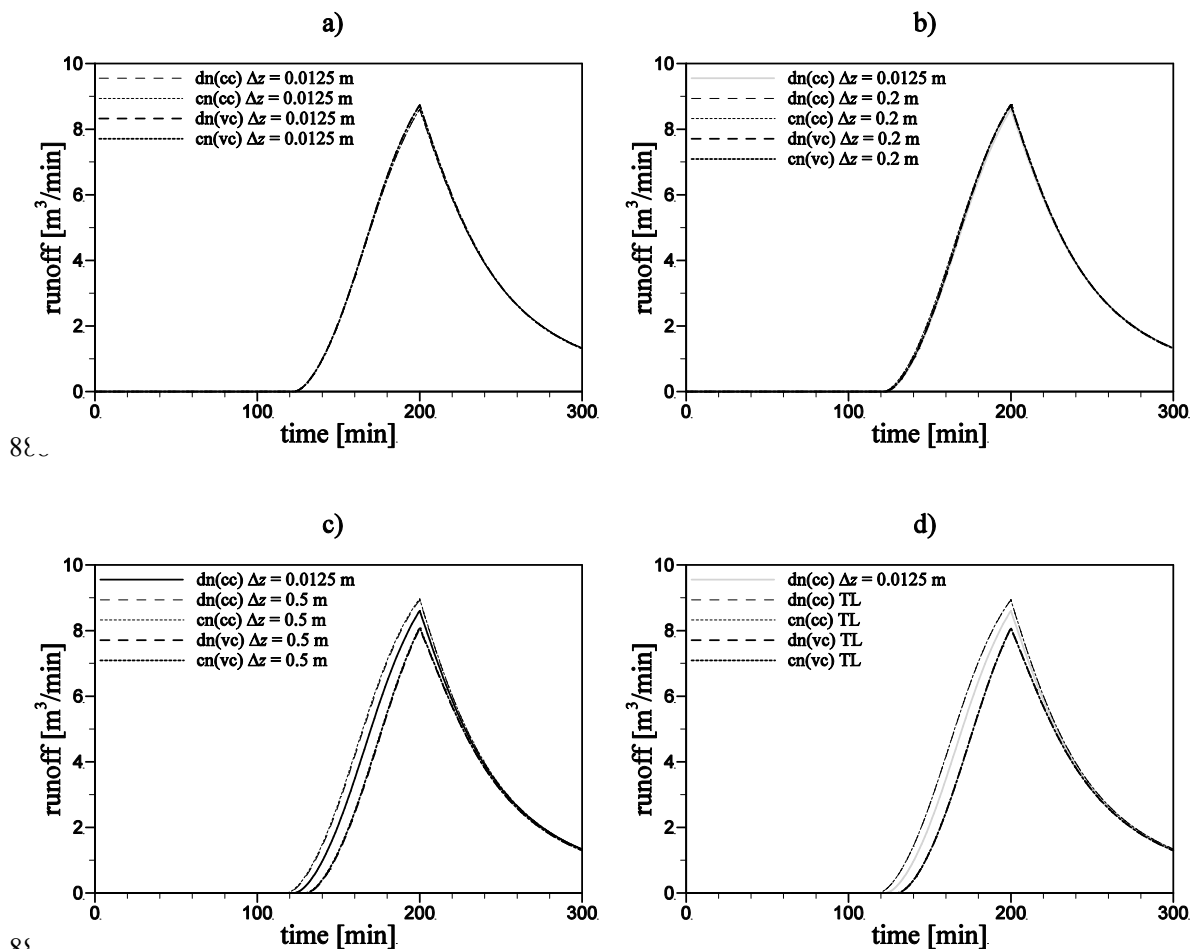 a)
dn(cc) Δz = 0.0125 m
cn(cc) Δz = 0.0125 m
dn(vc) Δz = 0.0125 m
cn(vc) Δz = 0.0125 m
10
8
6
4
2
0
runoff [m³/min]
0 100 200 300
time [min]
b)
dn(cc) Δz = 0.0125 m
dn(cc) Δz = 0.2 m
cn(cc) Δz = 0.2 m
dn(vc) Δz = 0.2 m
cn(vc) Δz = 0.2 m
10
8
6
4
2
0
runoff [m³/min]
0 100 200 300
time [min]
c)
dn(cc) Δz = 0.0125 m
dn(cc) Δz = 0.5 m
cn(cc) Δz = 0.5 m
dn(vc) Δz = 0.5 m
cn(vc) Δz = 0.5 m
10
8
6
4
2
0
runoff [m³/min]
0 100 200 300
time [min]
d)
dn(cc) Δz = 0.0125 m
dn(cc) TL
cn(cc) TL
dn(vc) TL
cn(vc) TL
10
8
6
4
2
0
runoff [m³/min]
0 100 200 300
time [min]